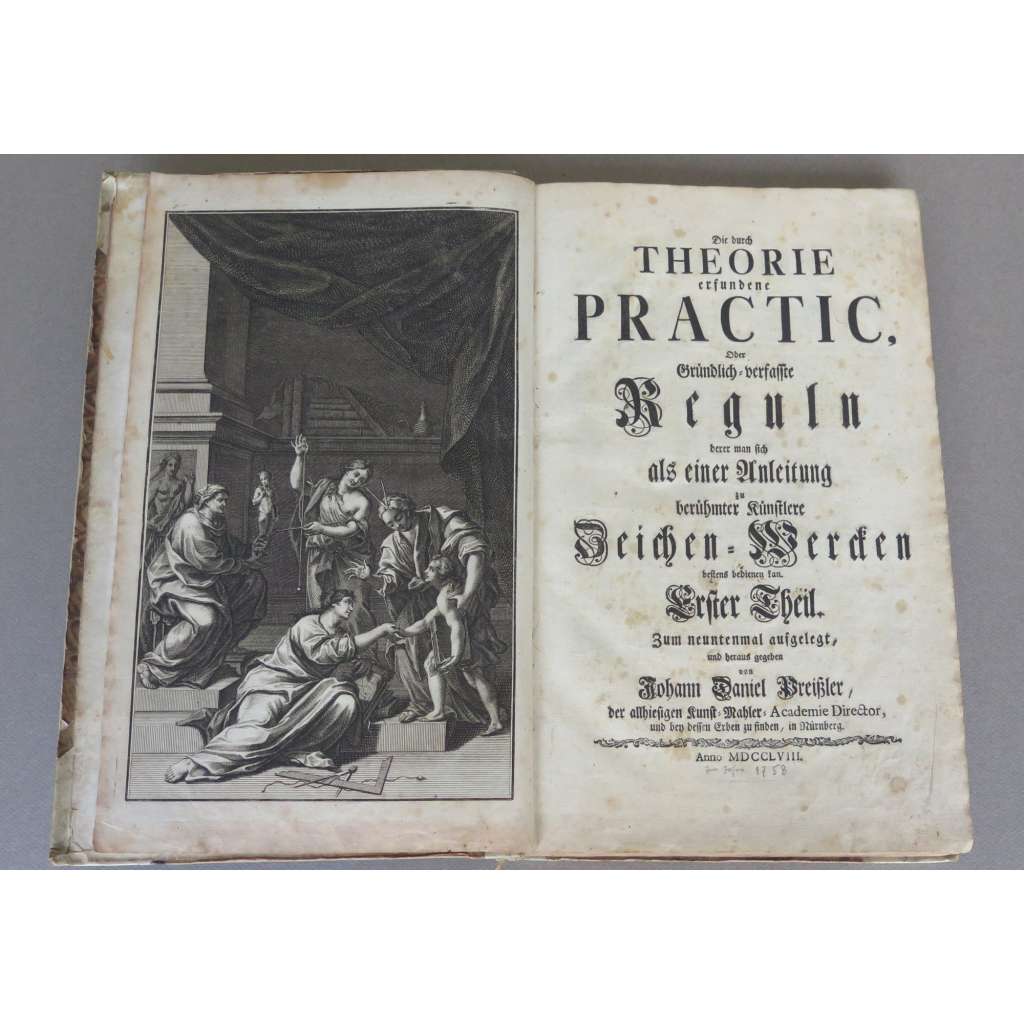 Die durch
THEORIE
erfundene
PRACTIC,
Oder
Gründlich-verfasste
Reguln
derer man sich
als einer Anleitung
zu
berühmter Künstlere
Zeichen-Wercken
bestens bedienen kan.
Erster Theil.
Zum neuntenmal aufgelegt,
und heraus gegeben
von
Johann Daniel Preißler,
der allhiesigen Kunst-Mahler-Academie Director,
und bey dessen Erben zu finden, in Nürnberg.
Anno MDCCLVIII.
1758